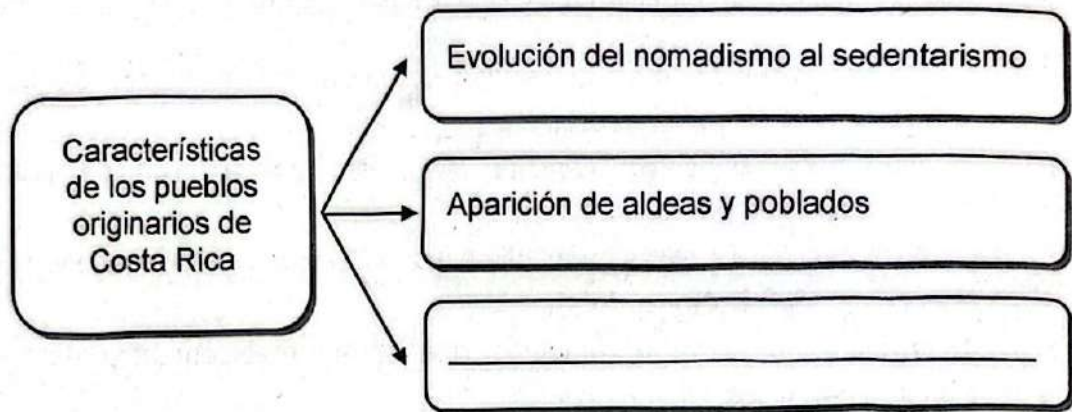 Características
de los pueblos
originarios de
Costa Rica
Evolución del nomadismo al sedentarismo
Aparición de aldeas y poblados